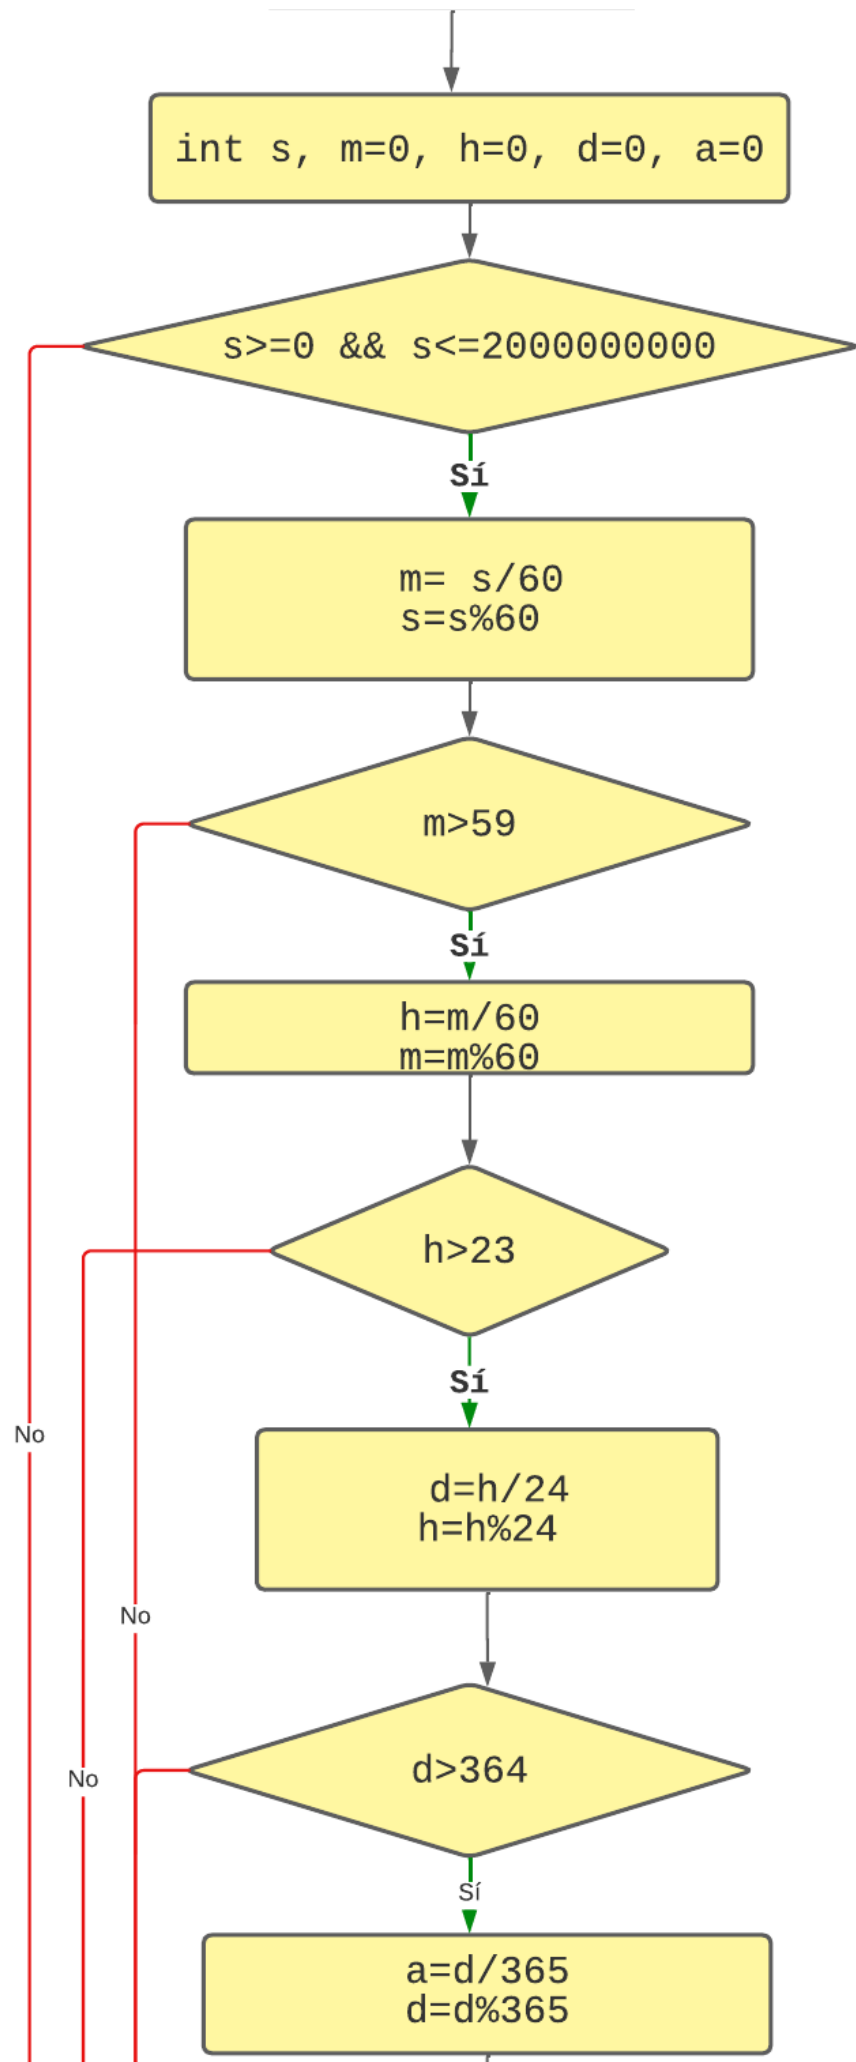 int s, m=0, h=0, d=0, a=0
s>=0 && s<=2000000000
Sí
m= s/60
s=s%60
m>59
Sí
h=m/60
m=m%60
h>23
Sí
No
d=h/24
h=h%24
No
d>364
No
Sí
a=d/365
d=d%365